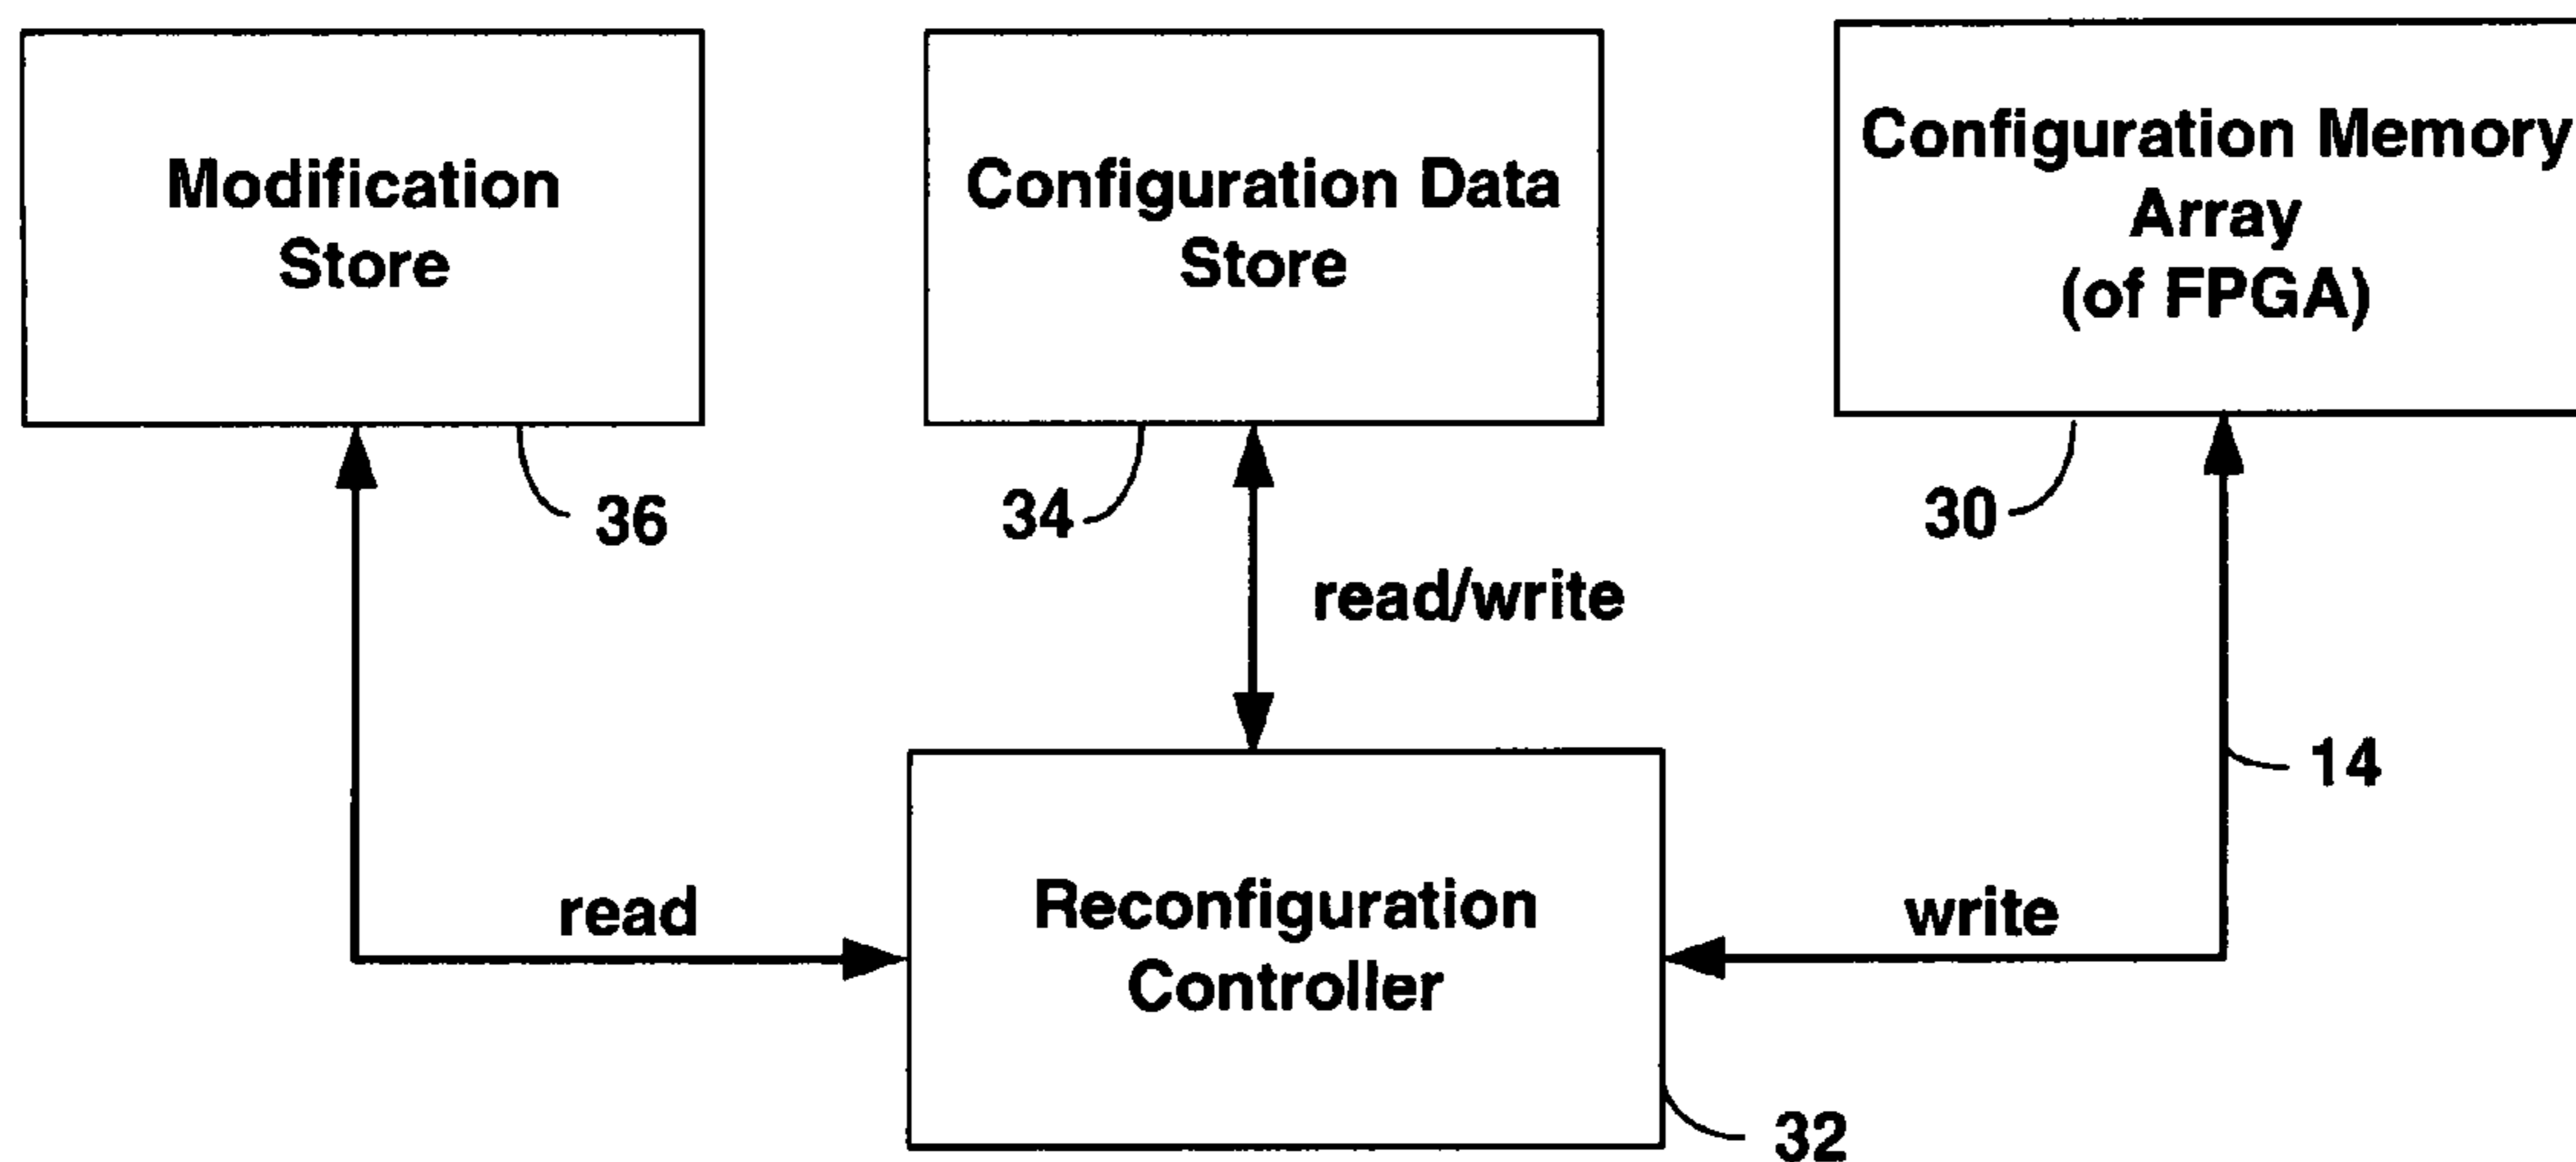 Modification
Store
Configuration Data
Store
Configuration Memory
Array
(of FPGA)
36
34
30
read/write
14
read
Reconfiguration
Controller
write
32